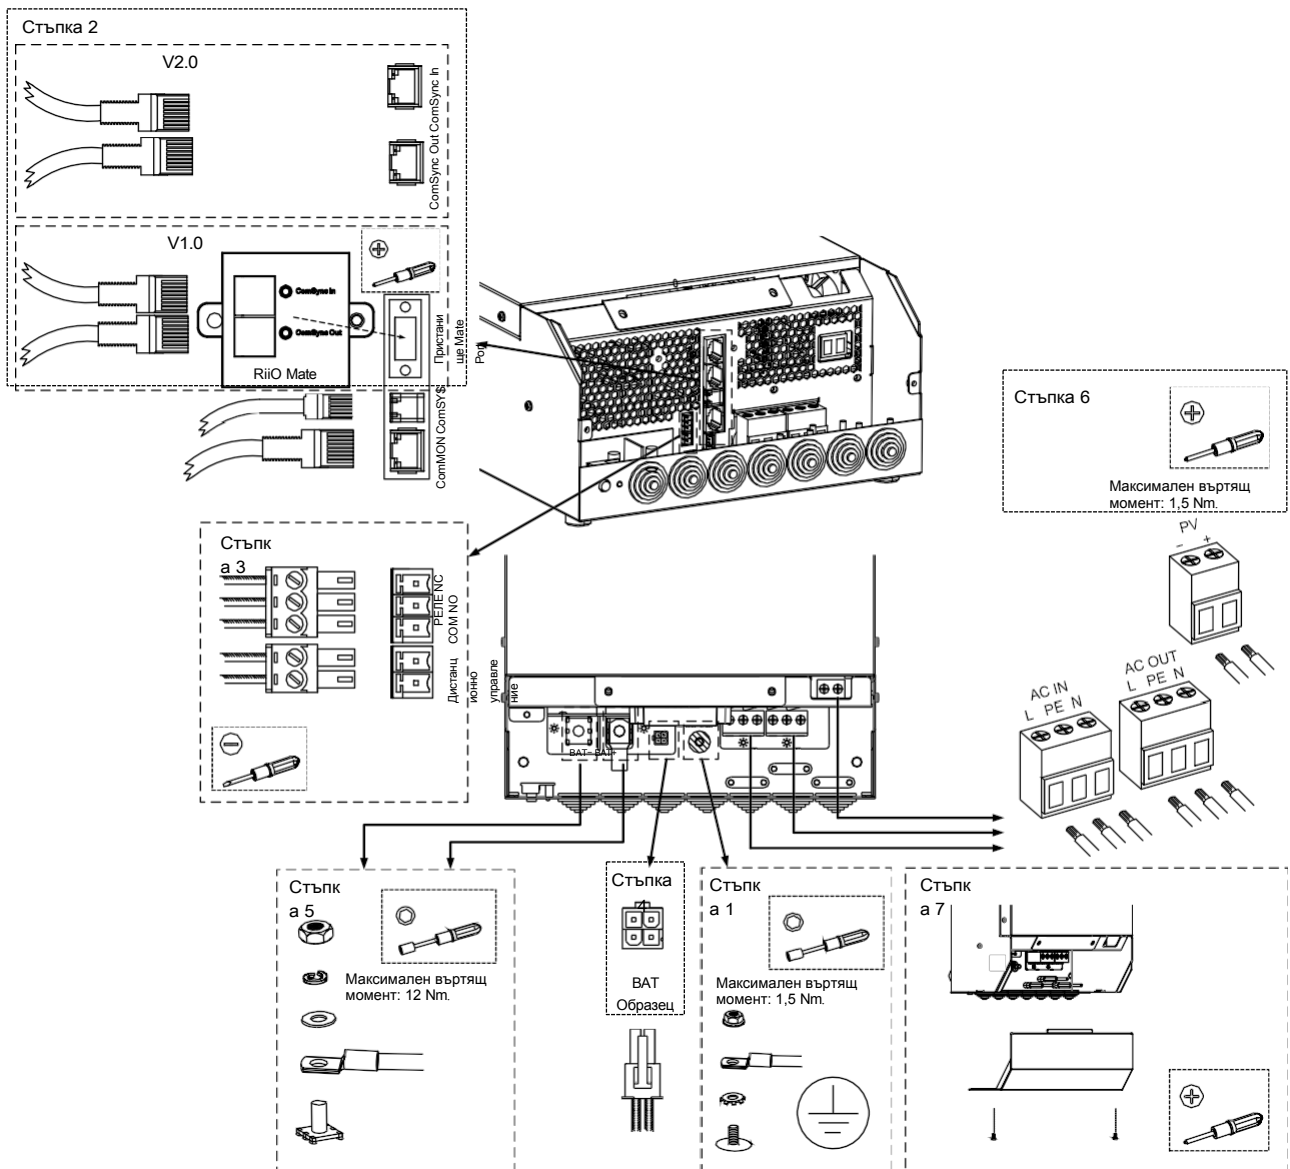 Стъпка 2
V2.0
ComSync Out ComSync In
V1.0
ComSync In
ComSync Out
RiiO Mate
Пристани
ще Mate
Рор
ComMON ComSYS
Стъпка 6
Максимален въртящ
момент: 1,5 Nm.
PV
– +
AC OUT
L PE N
AC IN
L PE N
Стъпк
а 3
РЕЛЕ NC
COM NO
Дистанц
ионно
управле
ние
BAT– BAT+
Стъпк
а 5
Максимален въртящ
момент: 12 Nm.
Стъпка
4
BAT
Образец
Стъпк
а 1
Максимален въртящ
момент: 1,5 Nm.
Стъпк
а 7